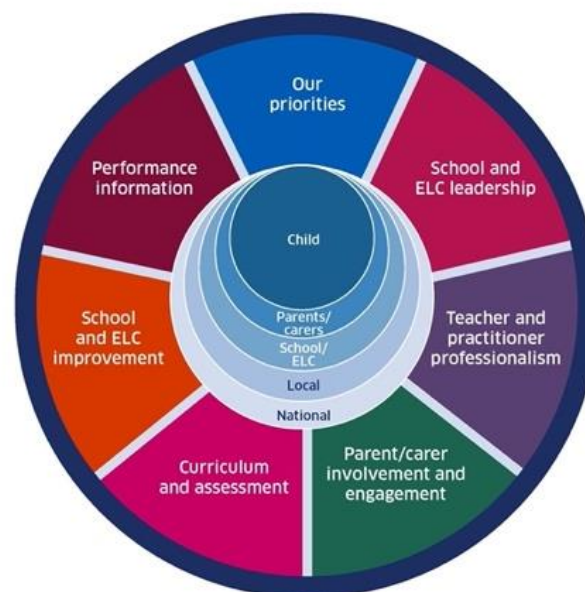 Our
priorities
School and
ELC leadership
Teacher and
practitioner
professionalism
Parent/carer
involvement and
engagement
Curriculum
and assessment
School
and ELC
improvement
Performance
information
Child
Parents/
carers
School/
ELC
Local
National